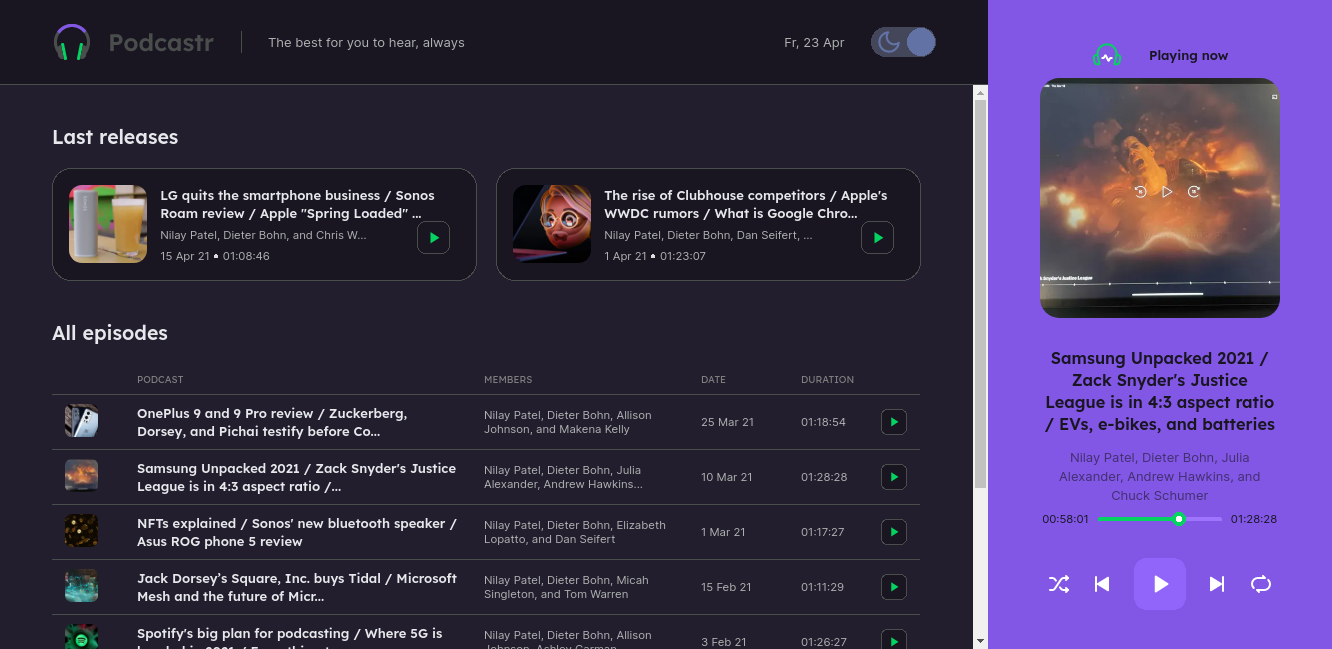 Podcastr
The best for you to hear, always
Fr, 23 Apr
Last releases
LG quits the smartphone business / Sonos
Roam review / Apple "Spring Loaded" ...
Nilay Patel, Dieter Bohn, and Chris W...
15 Apr 21 • 01:08:46
The rise of Clubhouse competitors / Apple's
WWDC rumors / What is Google Chro...
Nilay Patel, Dieter Bohn, Dan Seifert, ...
1 Apr 21 • 01:23:07
All episodes
PODCAST MEMBERS DATE DURATION
OnePlus 9 and 9 Pro review / Zuckerberg,
Dorsey, and Pichai testify before Co...
Nilay Patel, Dieter Bohn, Allison
Johnson, and Makena Kelly
25 Mar 21
01:18:54
Samsung Unpacked 2021 / Zack Snyder's Justice
League is in 4:3 aspect ratio /...
Nilay Patel, Dieter Bohn, Julia
Alexander, Andrew Hawkins...
10 Mar 21
01:28:28
NFTs explained / Sonos' new bluetooth speaker /
Asus ROG phone 5 review
Nilay Patel, Dieter Bohn, Elizabeth
Lopatto, and Dan Seifert
1 Mar 21
01:17:27
Jack Dorsey’s Square, Inc. buys Tidal / Microsoft
Mesh and the future of Micr...
Nilay Patel, Dieter Bohn, Micah
Singleton, and Tom Warren
15 Feb 21
01:11:29
Spotify's big plan for podcasting / Where 5G is
Nilay Patel, Dieter Bohn, Allison
3 Feb 21
01:26:27
Playing now
Snyder's Justice League
Samsung Unpacked 2021 /
Zack Snyder's Justice
League is in 4:3 aspect ratio
/ EVs, e-bikes, and batteries
Nilay Patel, Dieter Bohn, Julia
Alexander, Andrew Hawkins, and
Chuck Schumer
00:58:01
01:28:28